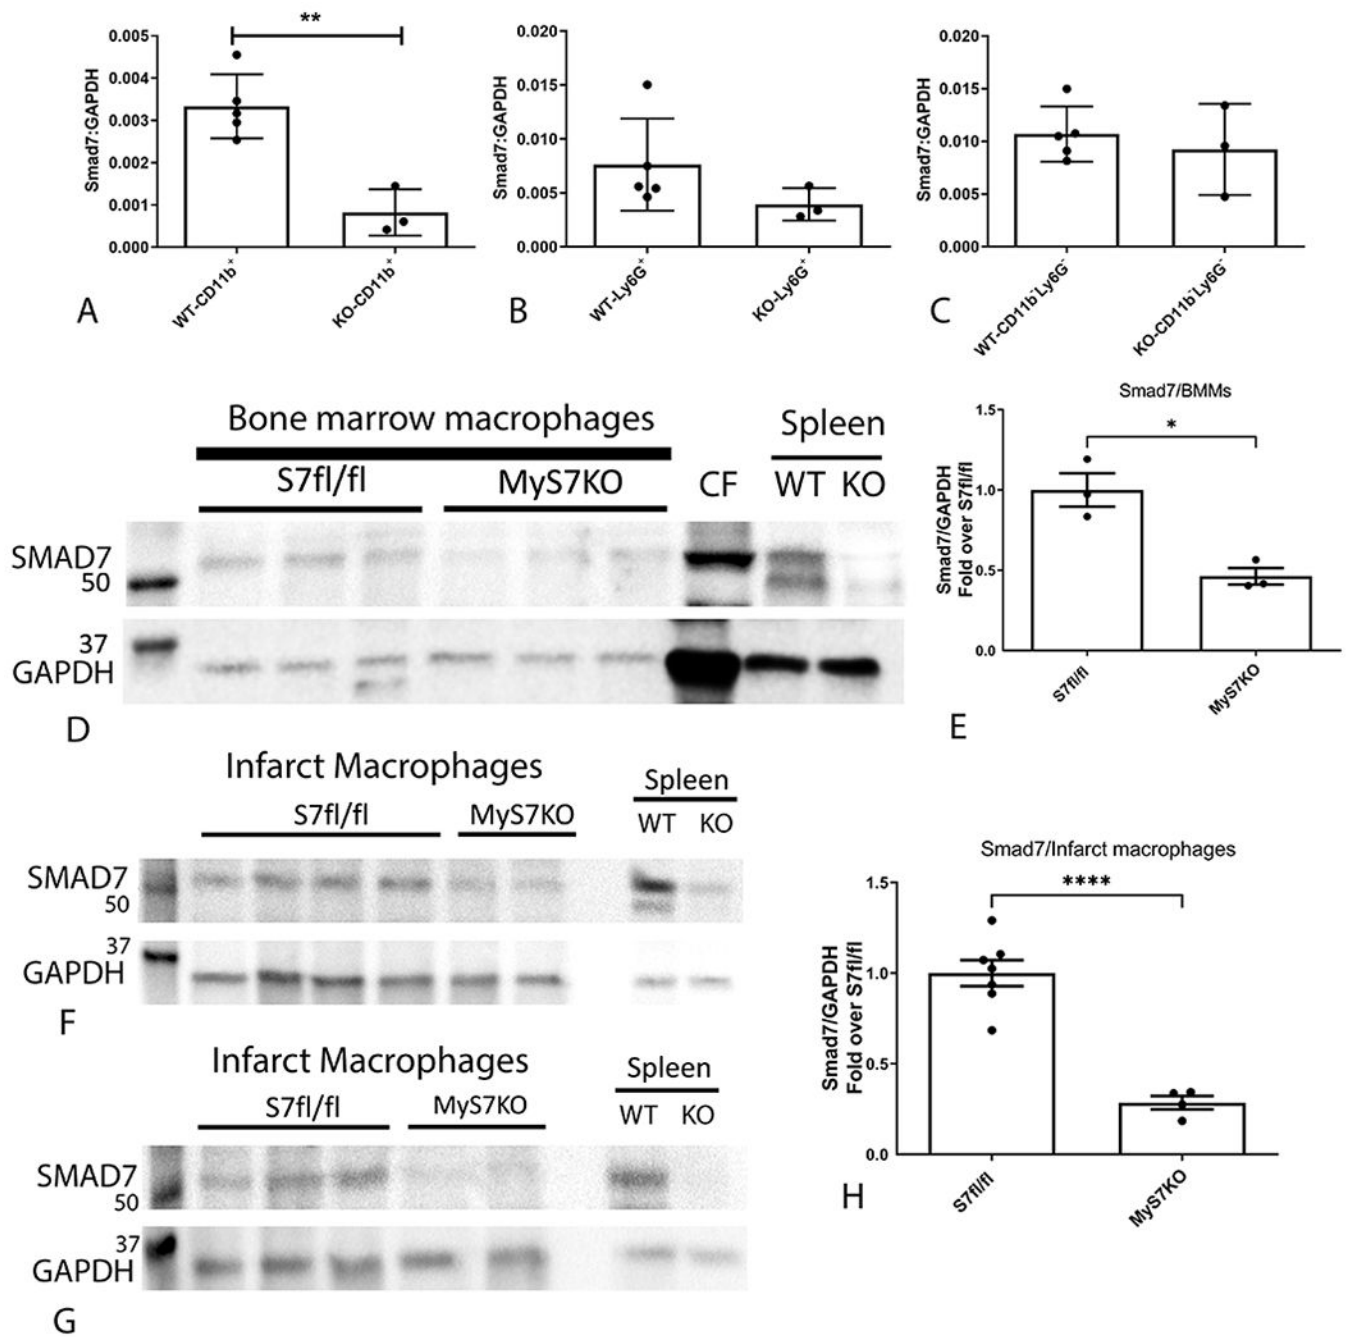 **
0.005
0.004
0.003
0.002
0.001
0.000
Smad7:GAPDH
WT-CD11b+
KO-CD11b+
A
0.020
0.015
0.010
0.005
0.000
Smad7:GAPDH
WT-Ly6G+
KO-Ly6G+
B
0.020
0.015
0.010
0.005
0.000
Smad7:GAPDH
WT-CD11b-Ly6G-
KO-CD11b-Ly6G-
C
Bone marrow macrophages
Spleen
S7fl/fl
MyS7KO
CF
WT
KO
SMAD7
50
37
GAPDH
D
Smad7/BMMs
*
1.5
1.0
0.5
0.0
Smad7/GAPDH
Fold over S7fl/fl
S7fl/fl
MyS7KO
E
Infarct Macrophages
Spleen
S7fl/fl
MyS7KO
WT
KO
SMAD7
50
37
GAPDH
F
Infarct Macrophages
Spleen
S7fl/fl
MyS7KO
WT
KO
SMAD7
50
37
GAPDH
G
Smad7/Infarct macrophages
****
1.5
1.0
0.5
0.0
Smad7/GAPDH
Fold over S7fl/fl
S7fl/fl
MyS7KO
H